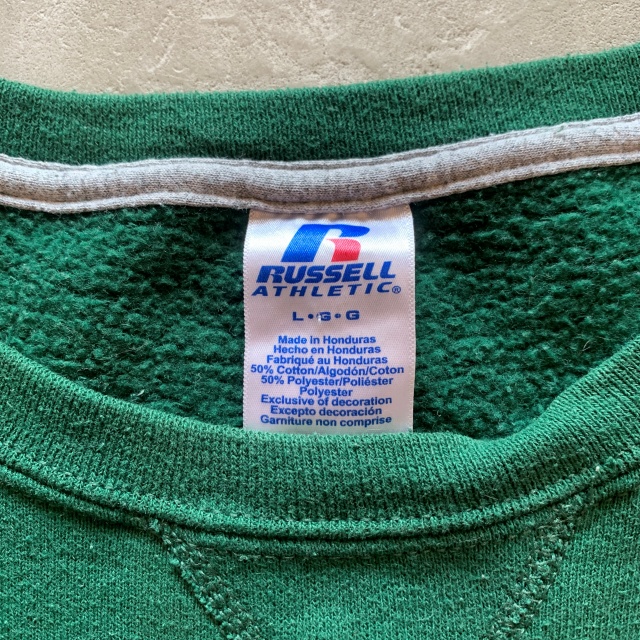 RUSSELL
ATHLETIC®
L•G•G
Made in Honduras
Hecho en Honduras
Fabriqué au Honduras
50% Cotton/Algodón/Coton
50% Polyester/Poliéster
Polyester
Exclusive of decoration
Excepto decoración
Garniture non comprise